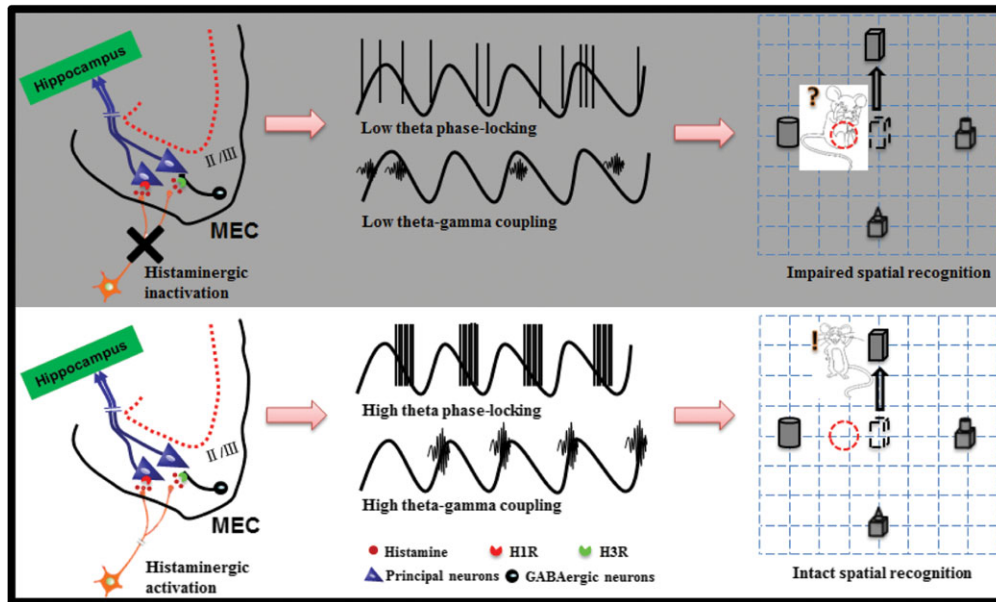 Hippocampus
II/III
MEC
Histaminergic
inactivation
Low theta phase-locking
Low theta-gamma coupling
?
Impaired spatial recognition
Hippocampus
II/III
MEC
Histaminergic
activation
High theta phase-locking
High theta-gamma coupling
Histamine
H1R
H3R
Principal neurons
GABAergic neurons
!
Intact spatial recognition